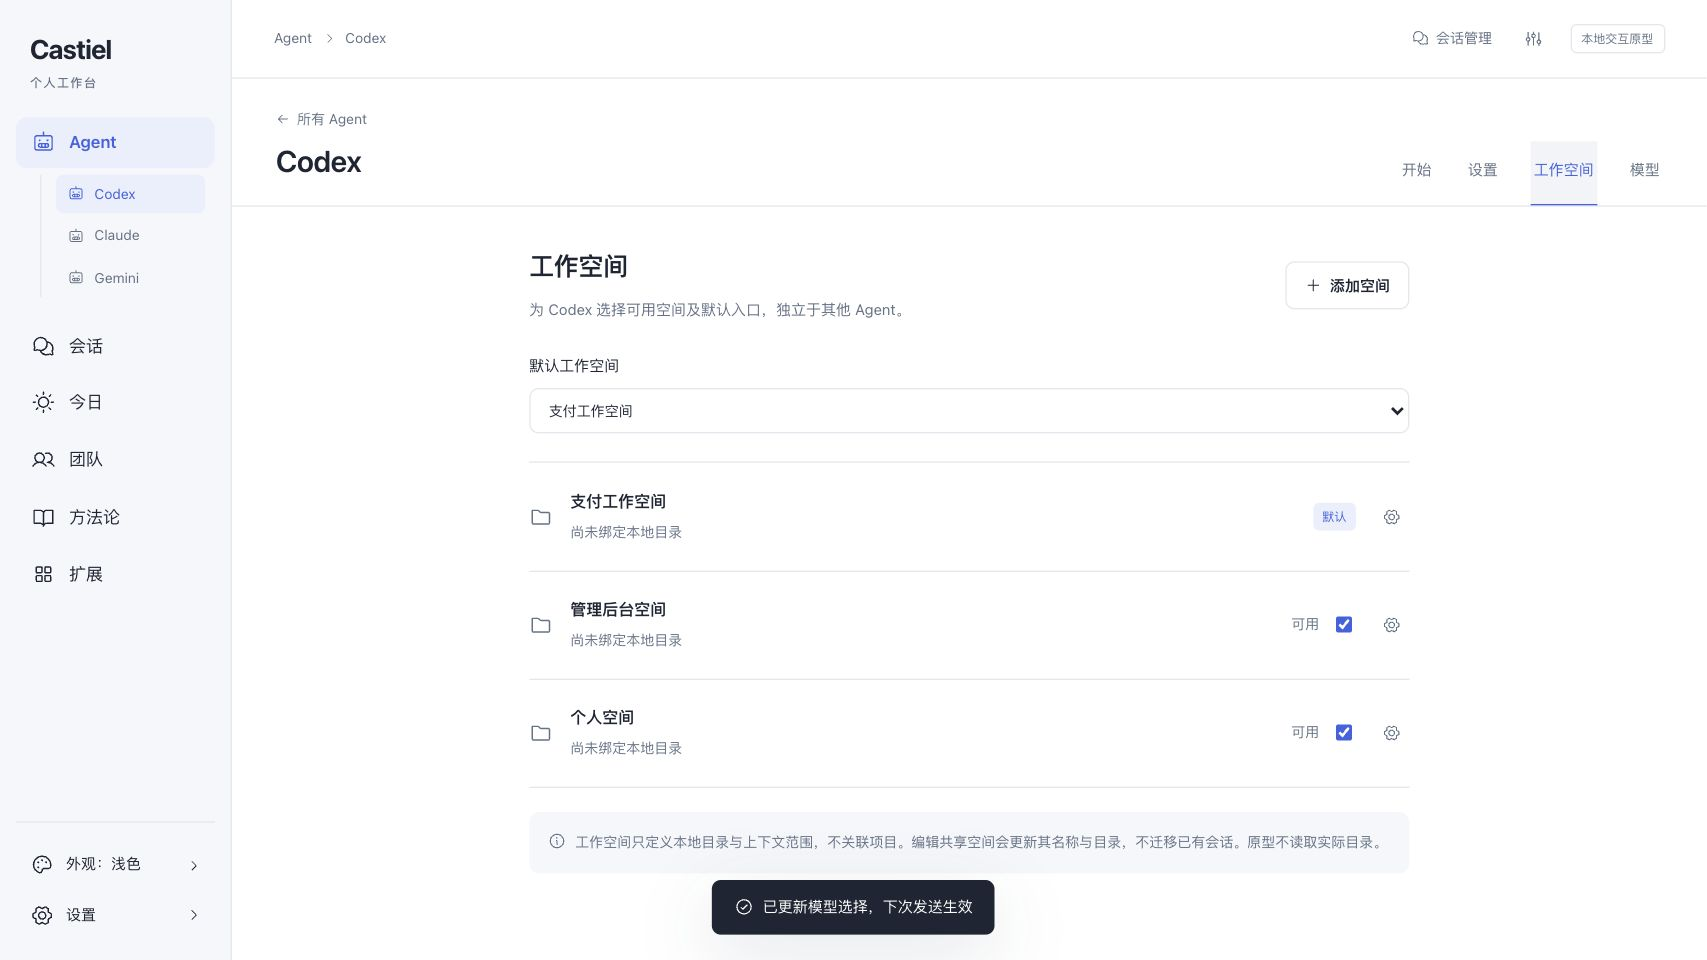 Castiel
个人工作台
Agent
Codex
Claude
Gemini
会话
今日
团队
方法论
扩展
外观：浅色
设置
Agent > Codex
会话管理
本地交互原型
← 所有 Agent
Codex
开始 设置 工作空间 模型
工作空间
为 Codex 选择可用空间及默认入口，独立于其他 Agent。
+ 添加空间
默认工作空间
支付工作空间
支付工作空间
尚未绑定本地目录
默认
管理后台空间
尚未绑定本地目录
可用
个人空间
尚未绑定本地目录
可用
工作空间只定义本地目录与上下文范围，不关联项目。编辑共享空间会更新其名称与目录，不迁移已有会话。原型不读取实际目录。
已更新模型选择，下次发送生效